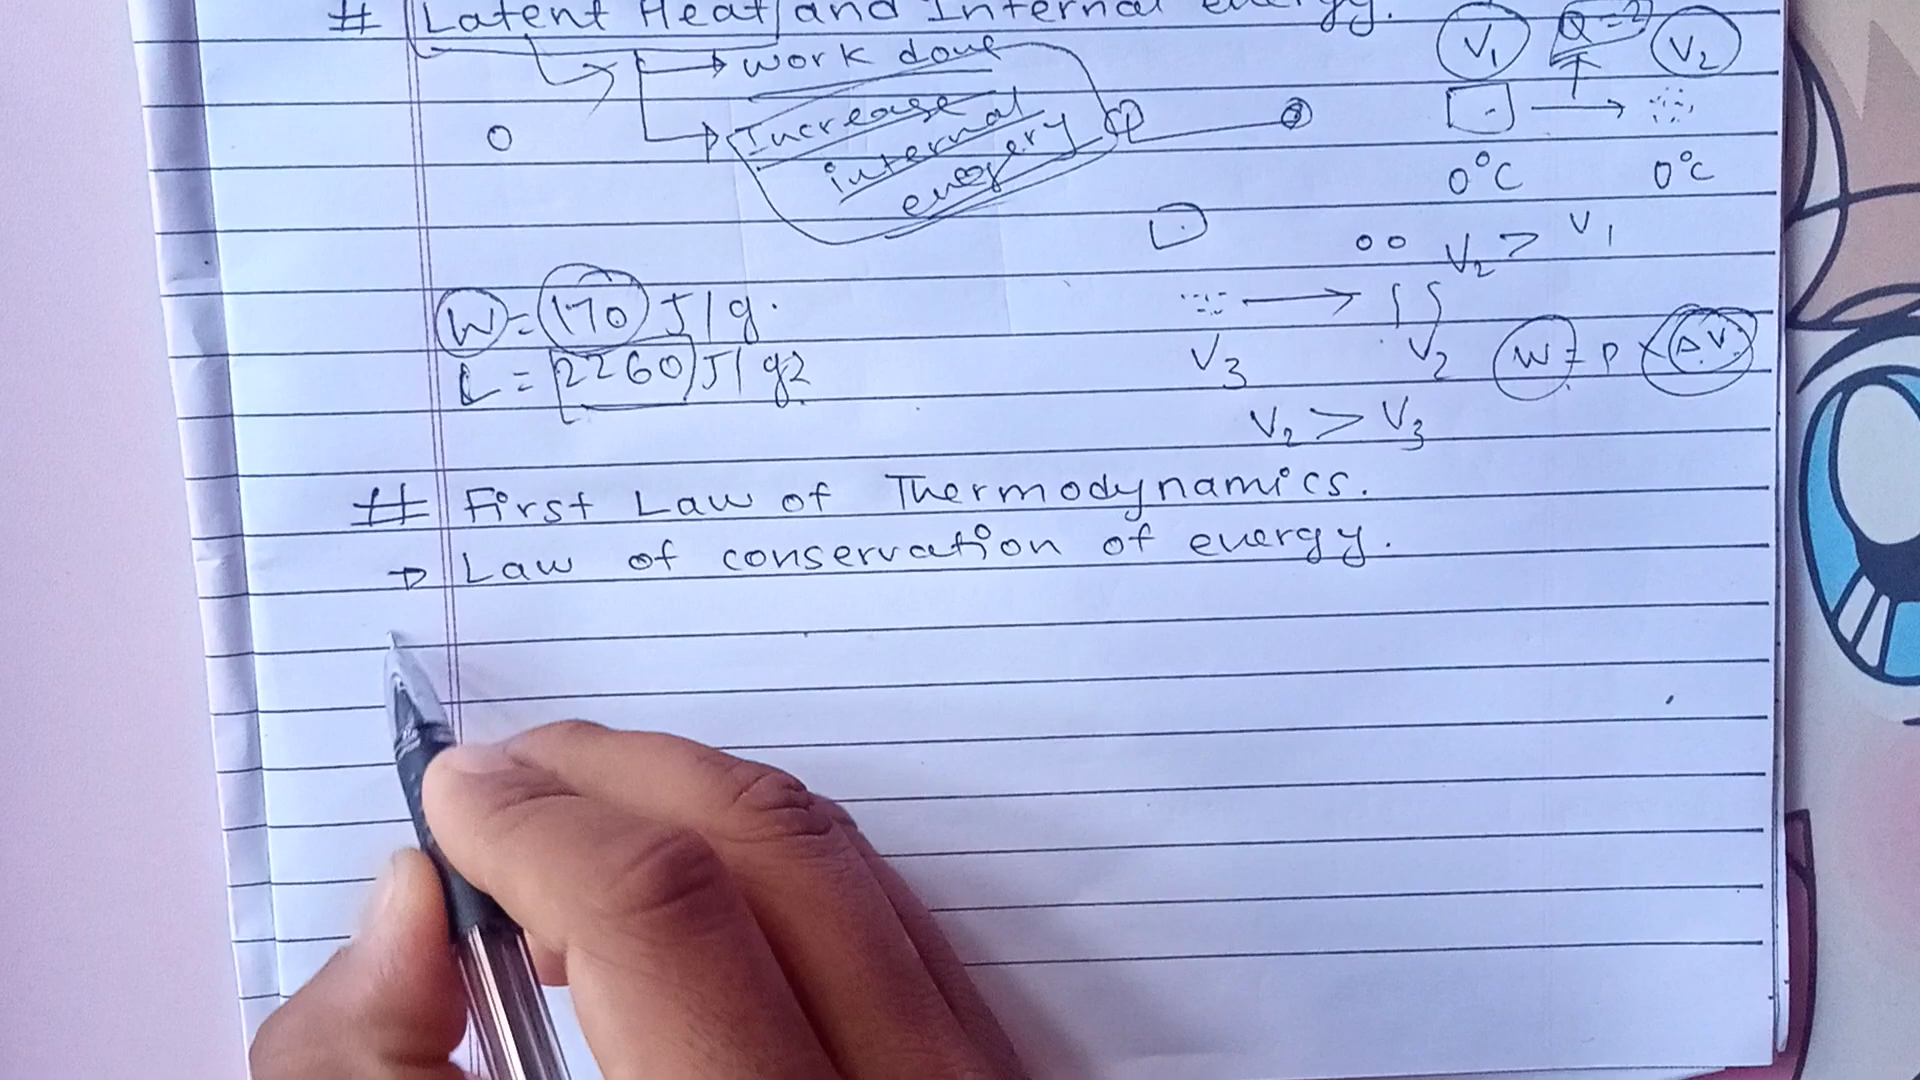 # Latent Heat and Internal energy.
V1 Q = ? V2
→ work done
→ Increase internal enegery
0°C 0°C
V2 > V1
W = 170 J/g.
L = 2260 J/g
V3 V2
W = P × ΔV
V2 > V3
# First Law of Thermodynamics.
→ Law of conservation of energy.